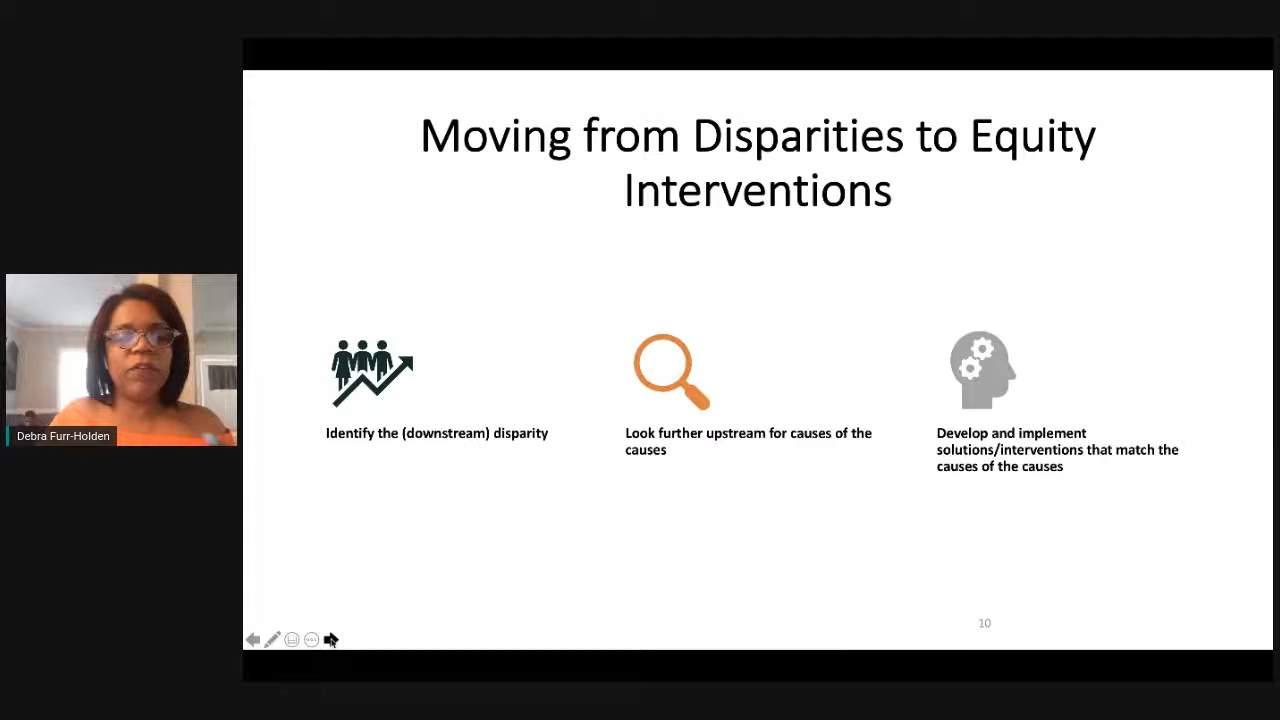 Moving from Disparities to Equity
Interventions
Debra Furr-Holden
Identify the (downstream) disparity
Look further upstream for causes of the
causes
Develop and implement
solutions/interventions that match the
causes of the causes
10